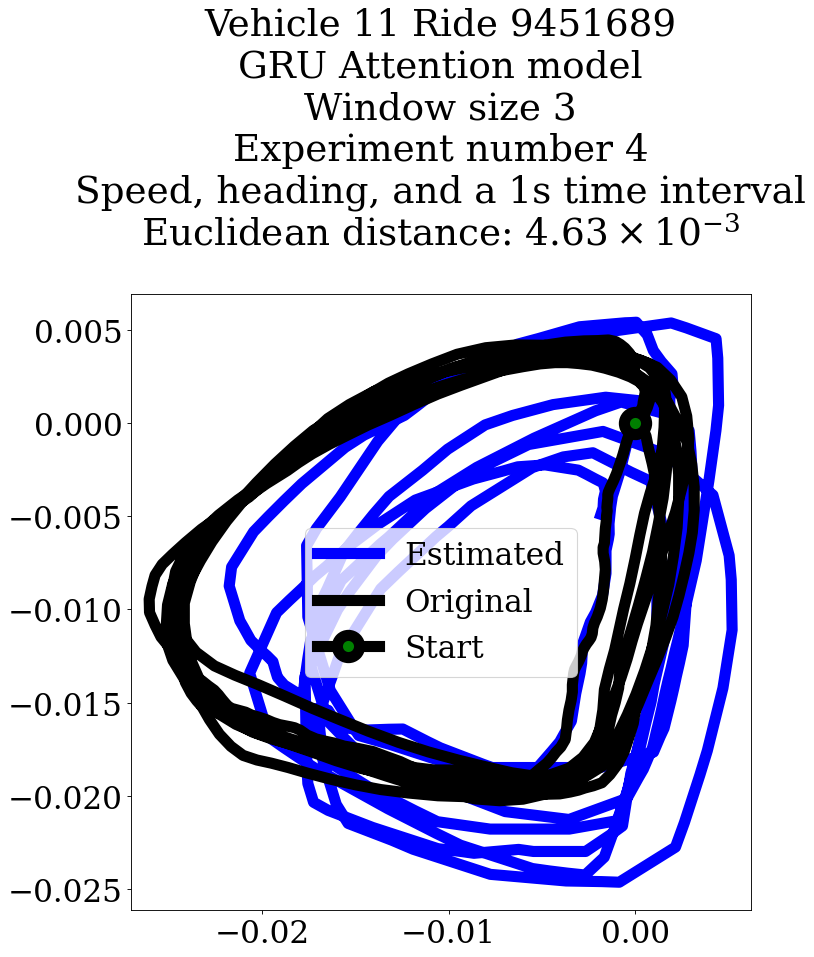 Vehicle 11 Ride 9451689
GRU Attention model
Window size 3
Experiment number 4
Speed, heading, and a 1s time interval
Euclidean distance: 4.63 × 10⁻³
0.005
0.000
−0.005
−0.010
−0.015
−0.020
−0.025
Estimated
Original
Start
−0.02
−0.01
0.00